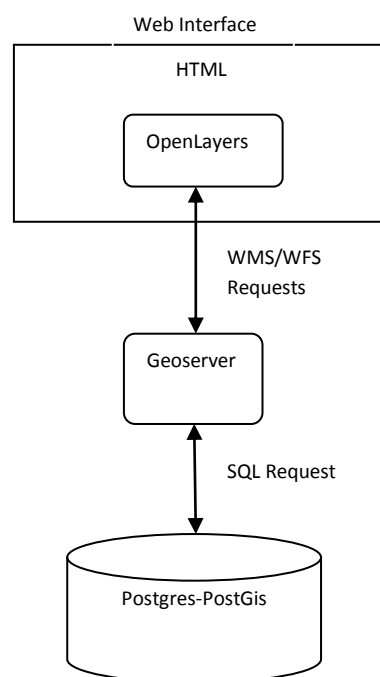 Web Interface
HTML
OpenLayers
WMS/WFS
Requests
Geoserver
SQL Request
Postgres-PostGis